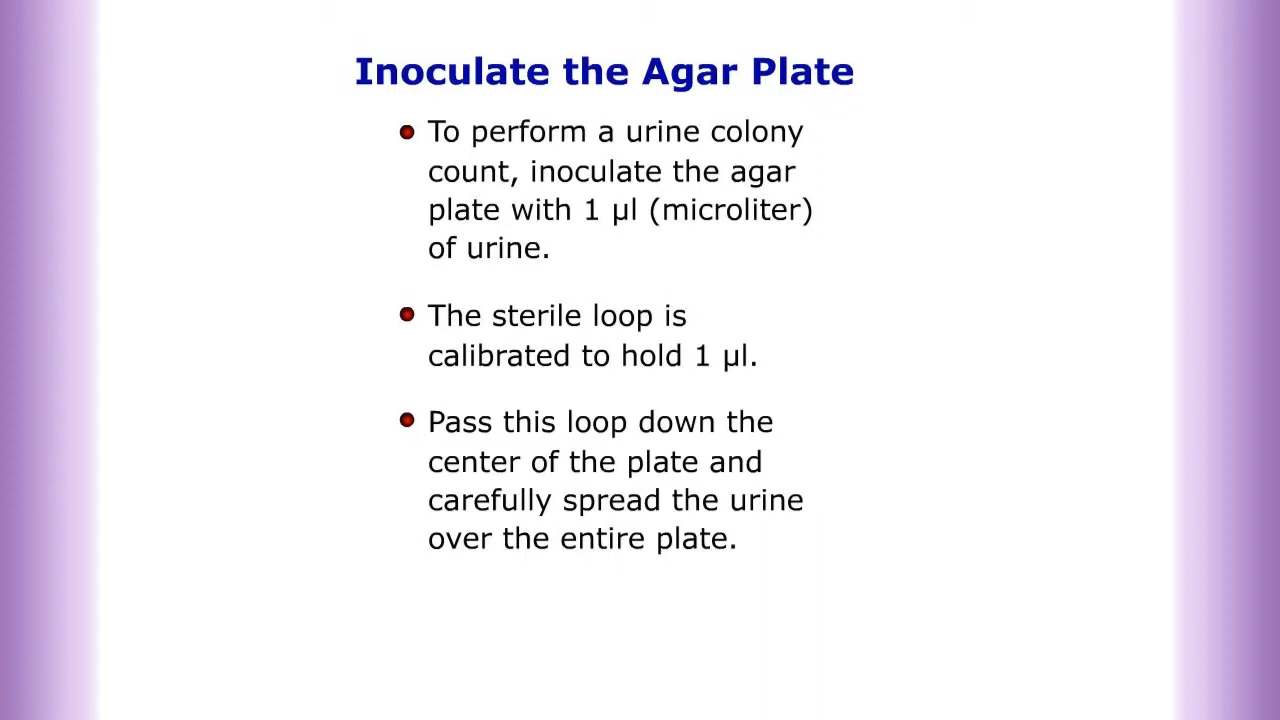 Inoculate the Agar Plate
To perform a urine colony
count, inoculate the agar
plate with 1 µl (microliter)
of urine.
The sterile loop is
calibrated to hold 1 µl.
Pass this loop down the
center of the plate and
carefully spread the urine
over the entire plate.